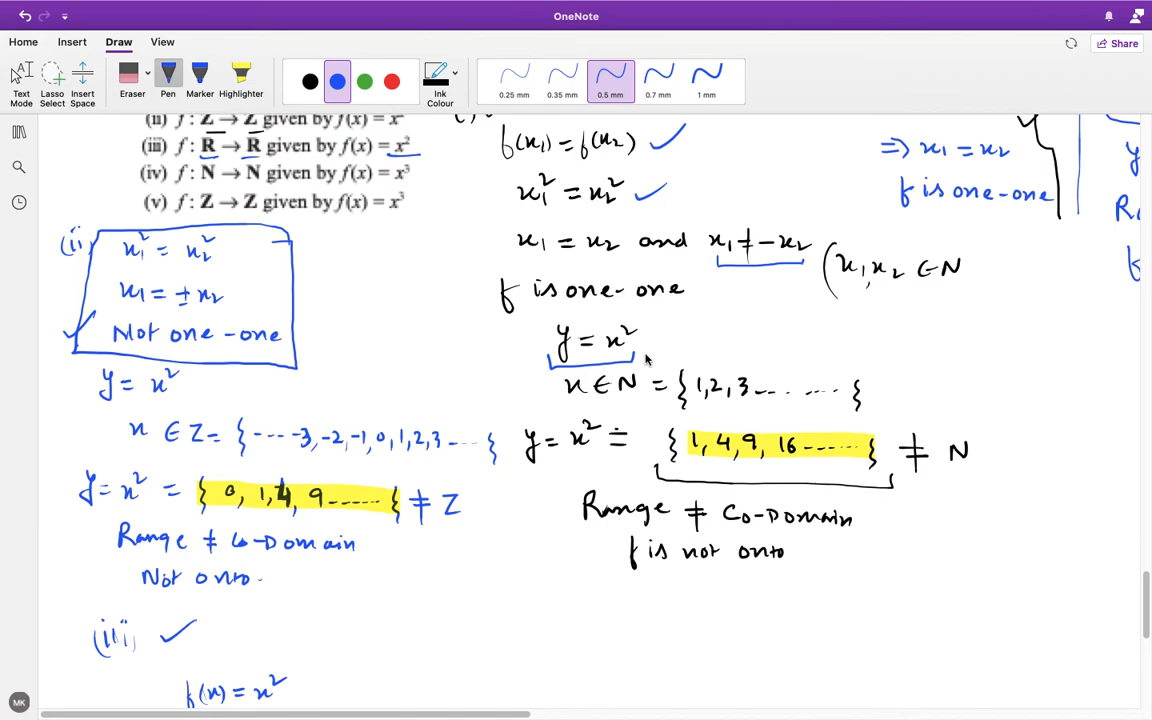 OneNote
Home Insert Draw View
Share
Text Mode
Lasso Select
Insert Space
Eraser
Pen
Marker
Highlighter
Ink Colour
0.25 mm
0.35 mm
0.5 mm
0.7 mm
1 mm
(ii) f : Z → Z given by f(x) = x²
(iii) f : R → R given by f(x) = x²
(iv) f : N → N given by f(x) = x³
(v) f : Z → Z given by f(x) = x³
(ii)
x₁² = x₂²
x₁ = ± x₂
Not one-one
y = x²
x ∈ Z = { ---- -3, -2, -1, 0, 1, 2, 3 ---- }
y = x² = { 0, 1, 4, 9 ------ } ≠ Z
Range ≠ Co-Domain
Not onto.
(iii) ✓
f(x) = x²
f(x₁) = f(x₂) ✓
x₁² = x₂² ✓
x₁ = x₂ and x₁ ≠ -x₂
(x₁, x₂ ∈ N
f is one-one
y = x²
x ∈ N = { 1, 2, 3 -------- }
y = x² = { 1, 4, 9, 16 ------ } ≠ N
Range ≠ Co-Domain
f is not onto
⇒ x₁ = x₂
f is one-one
y
MK